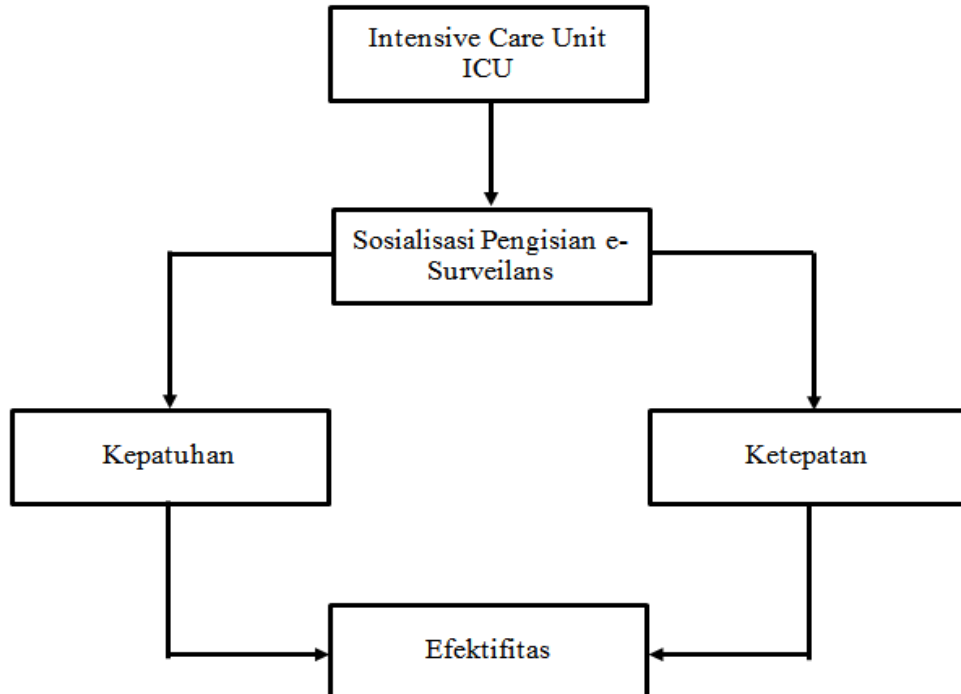 Intensive Care Unit
ICU
Sosialisasi Pengisian e-
Surveilans
Kepatuhan
Ketepatan
Efektifitas